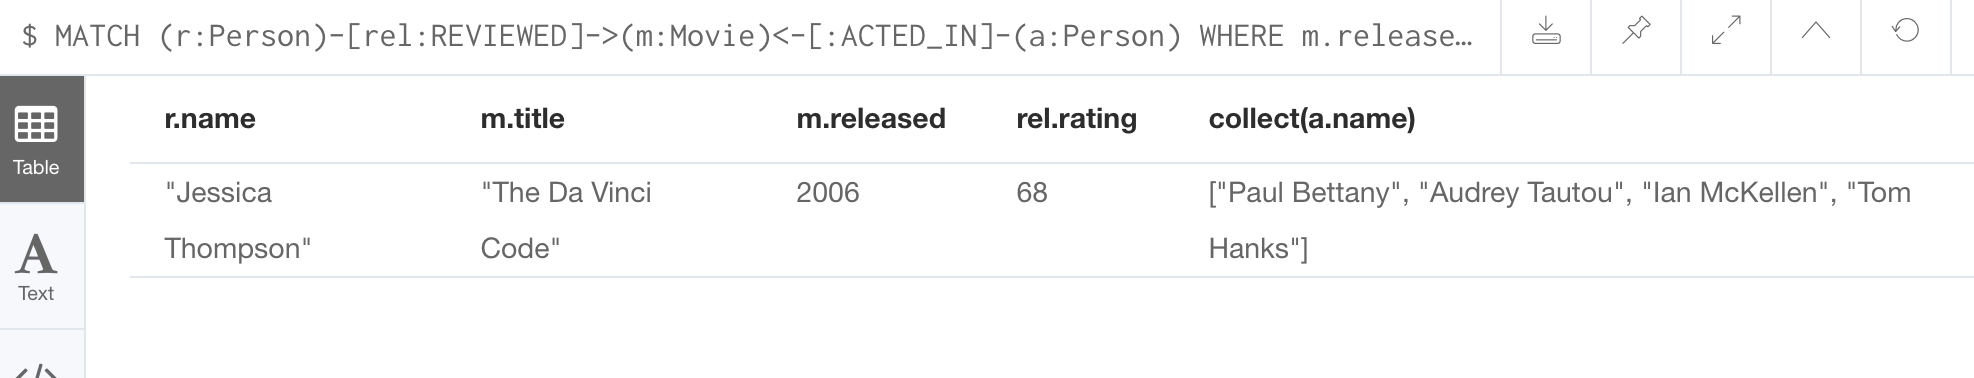 $ MATCH (r:Person)-[rel:REVIEWED]->(m:Movie)<-[:ACTED_IN]-(a:Person) WHERE m.release…
r.name m.title m.released rel.rating collect(a.name)
"Jessica "The Da Vinci 2006 68 ["Paul Bettany", "Audrey Tautou", "Ian McKellen", "Tom
Thompson" Code" Hanks"]
Table
A
Text
</>